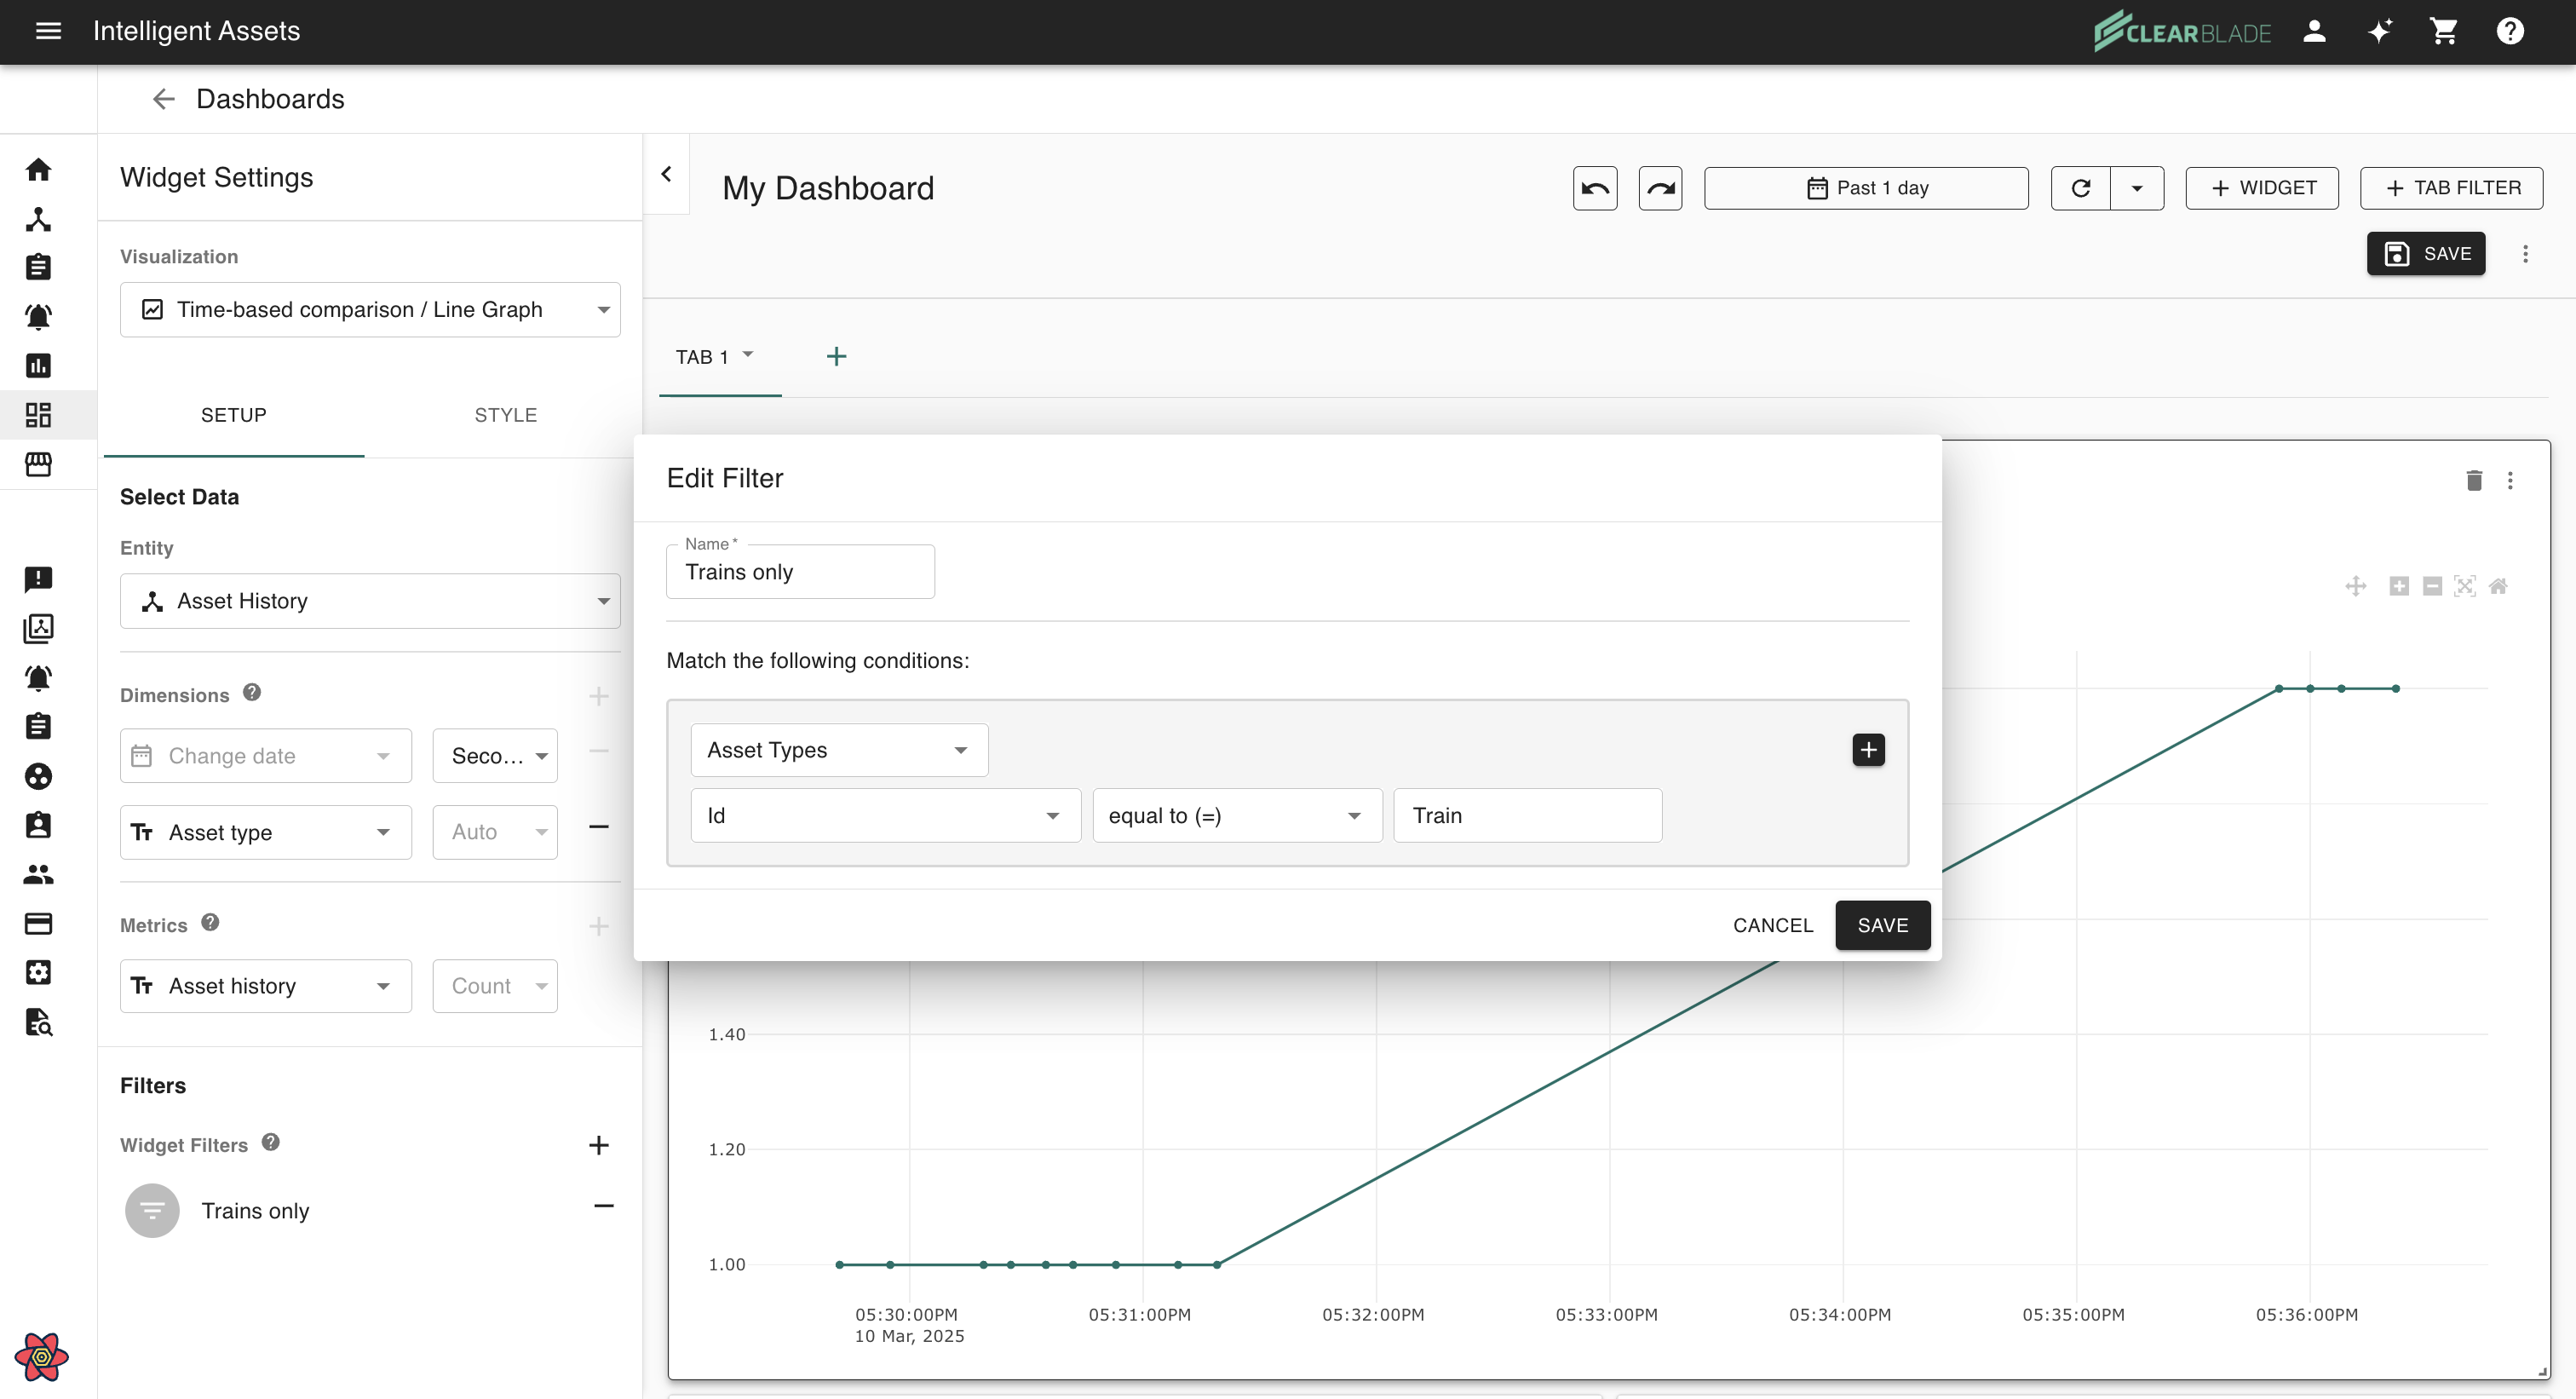 Intelligent Assets
CLEARBLADE
Dashboards
Widget Settings
Visualization
Time-based comparison / Line Graph
SETUP
STYLE
Select Data
Entity
Asset History
Dimensions
Change date
Seco...
Asset type
Auto
Metrics
Asset history
Count
Filters
Widget Filters
Trains only
My Dashboard
Past 1 day
WIDGET
TAB FILTER
SAVE
TAB 1
Edit Filter
Name *
Trains only
Match the following conditions:
Asset Types
Id
equal to (=)
Train
CANCEL
SAVE
1.40
1.20
1.00
05:30:00PM
10 Mar, 2025
05:31:00PM
05:32:00PM
05:33:00PM
05:34:00PM
05:35:00PM
05:36:00PM